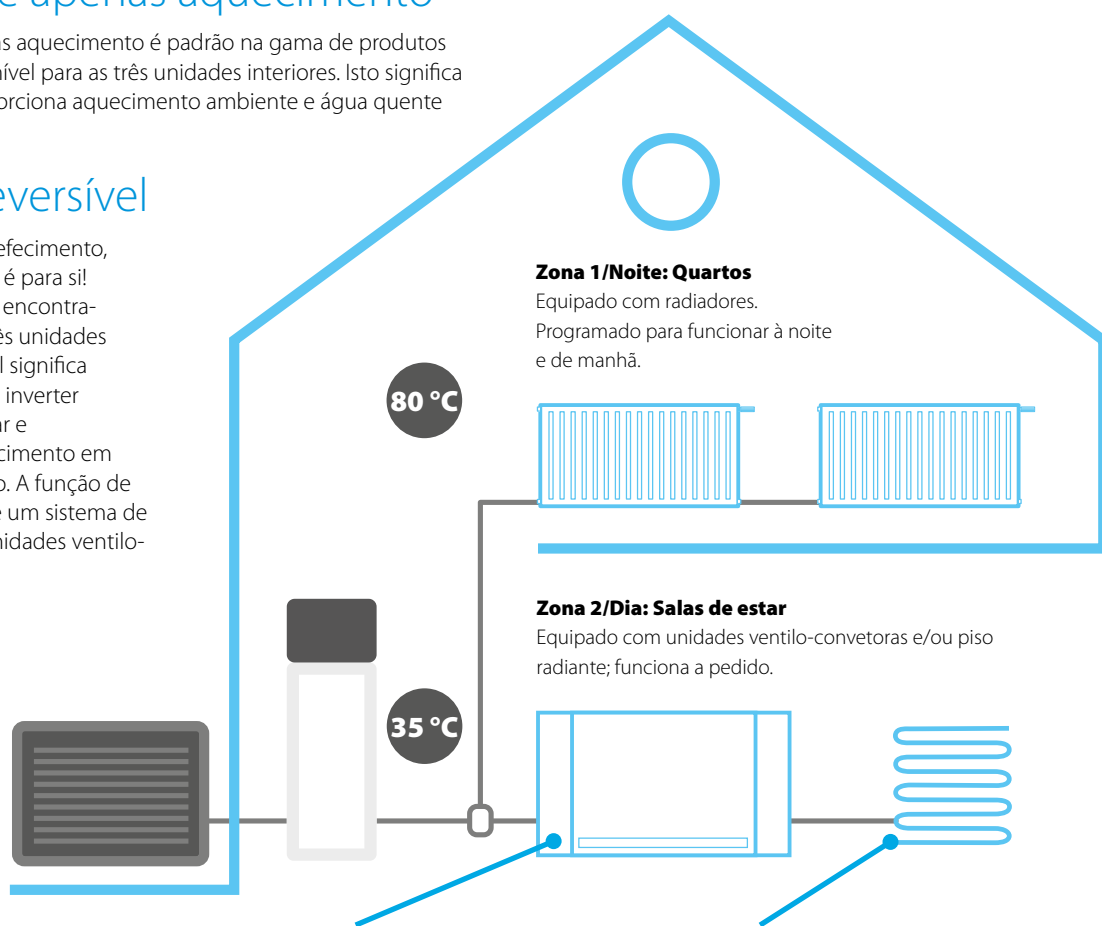 e apenas aquecimento
as aquecimento é padrão na gama de produtos
nível para as três unidades interiores. Isto significa
orciona aquecimento ambiente e água quente
eversível
efecimento,
é para si!
encontra-
ês unidades
l significa
inverter
ar e
cimento em
o. A função de
e um sistema de
nidades ventilo-
Zona 1/Noite: Quartos
Equipado com radiadores.
Programado para funcionar à noite
e de manhã.
80 °C
Zona 2/Dia: Salas de estar
Equipado com unidades ventilo-convetoras e/ou piso
radiante; funciona a pedido.
35 °C